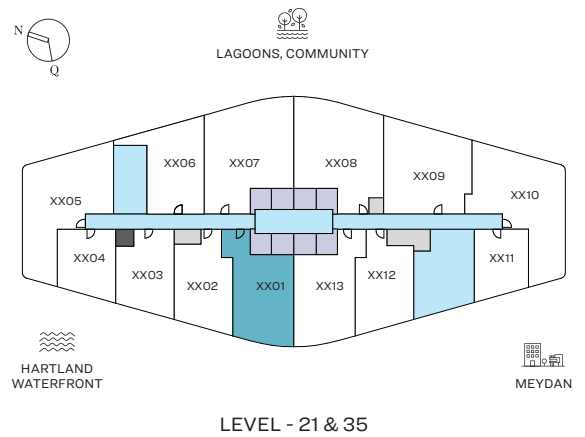 N
Q
LAGOONS, COMMUNITY
XX06
XX07
XX08
XX09
XX10
XX05
XX04
XX03
XX02
XX01
XX13
XX12
XX11
HARTLAND
WATERFRONT
MEYDAN
LEVEL - 21 & 35